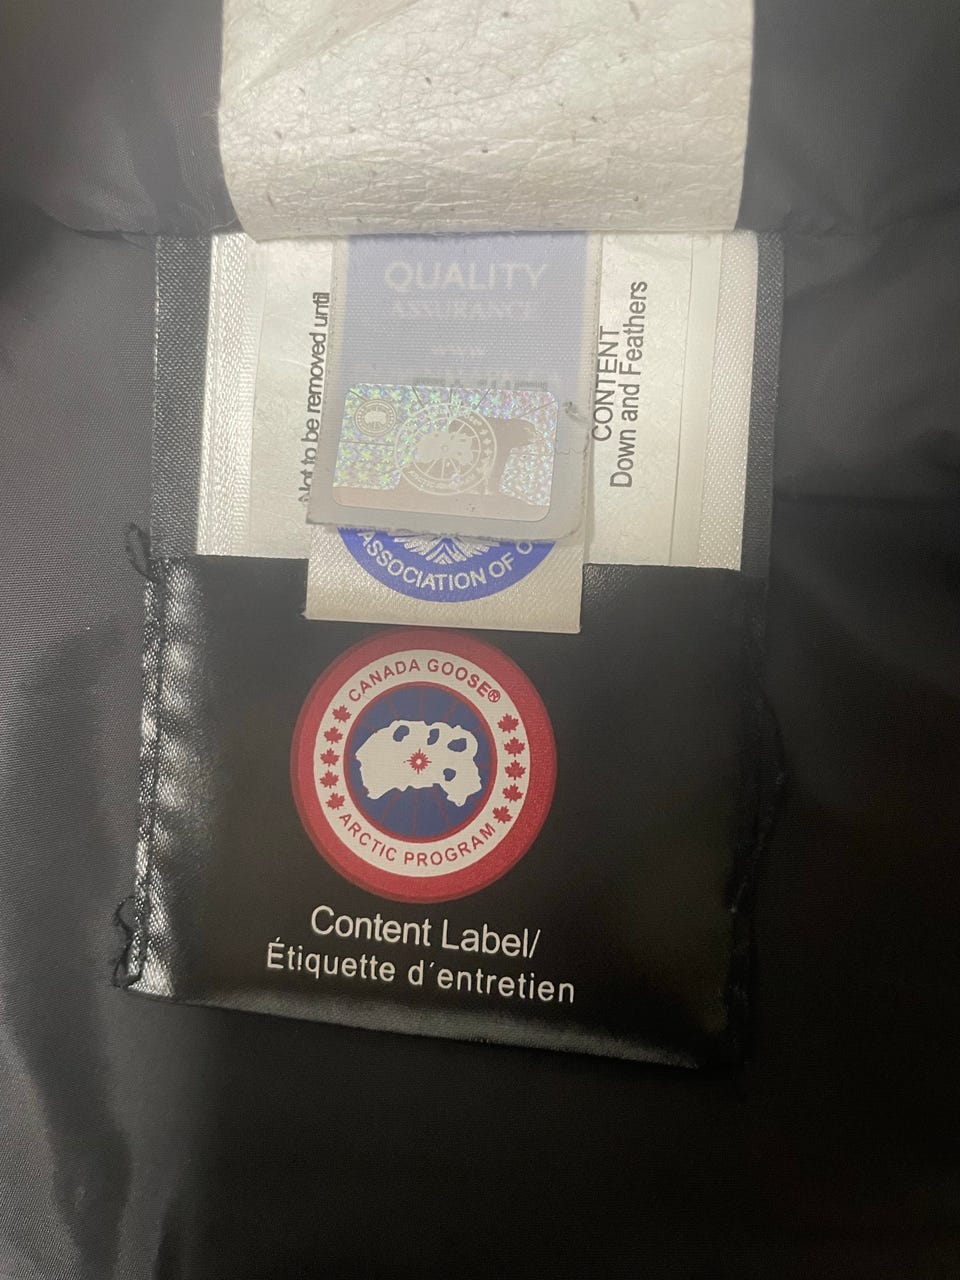 QUALITY
ASSURANCE
Not to be removed until
CONTENT
Down and Feathers
ASSOCIATION OF
CANADA GOOSE®
ARCTIC PROGRAM
Content Label/
Étiquette d´entretien